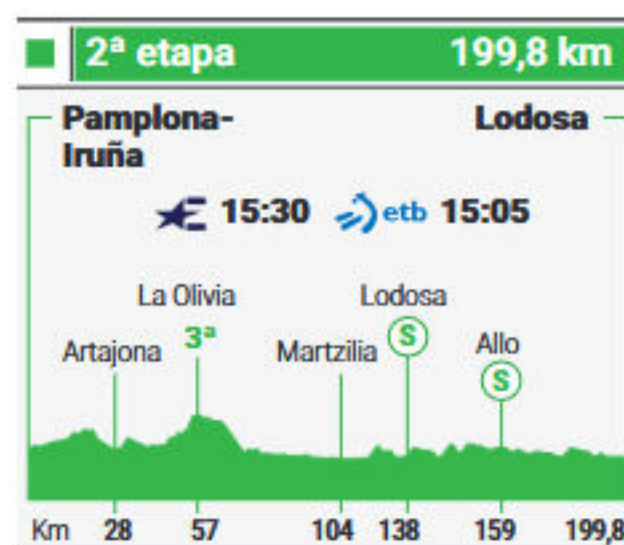 2ª etapa 199,8 km
Pamplona- Lodosa
Iruña
15:30 etb 15:05
La Olivia Lodosa
Artajona 3ª Martzilia S Allo
S
Km 28 57 104 138 159 199,8